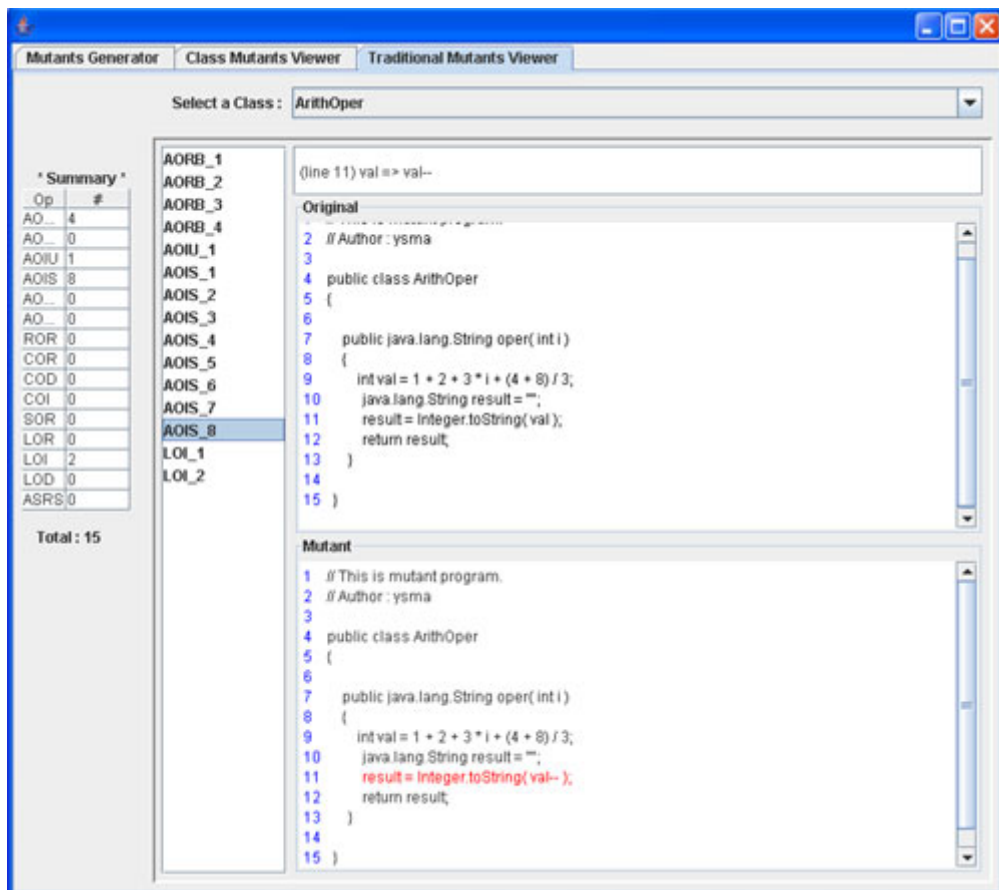 Mutants Generator
Class Mutants Viewer
Traditional Mutants Viewer
Select a Class :
ArithOper
* Summary *
Op #
AO... 4
AO... 0
AOIU 1
AOIS 8
AO... 0
AO... 0
ROR 0
COR 0
COD 0
COI 0
SOR 0
LOR 0
LOI 2
LOD 0
ASRS 0
Total : 15
AORB_1
AORB_2
AORB_3
AORB_4
AOIU_1
AOIS_1
AOIS_2
AOIS_3
AOIS_4
AOIS_5
AOIS_6
AOIS_7
AOIS_8
LOI_1
LOI_2
(line 11) val => val--
Original
2 // Author : ysma
3
4 public class ArithOper
5 {
6
7 public java.lang.String oper( int i )
8 {
9 int val = 1 + 2 + 3 * i + (4 + 8) / 3;
10 java.lang.String result = "";
11 result = Integer.toString( val );
12 return result;
13 }
14
15 }
Mutant
1 // This is mutant program.
2 // Author : ysma
3
4 public class ArithOper
5 {
6
7 public java.lang.String oper( int i )
8 {
9 int val = 1 + 2 + 3 * i + (4 + 8) / 3;
10 java.lang.String result = "";
11 result = Integer.toString( val-- );
12 return result;
13 }
14
15 }